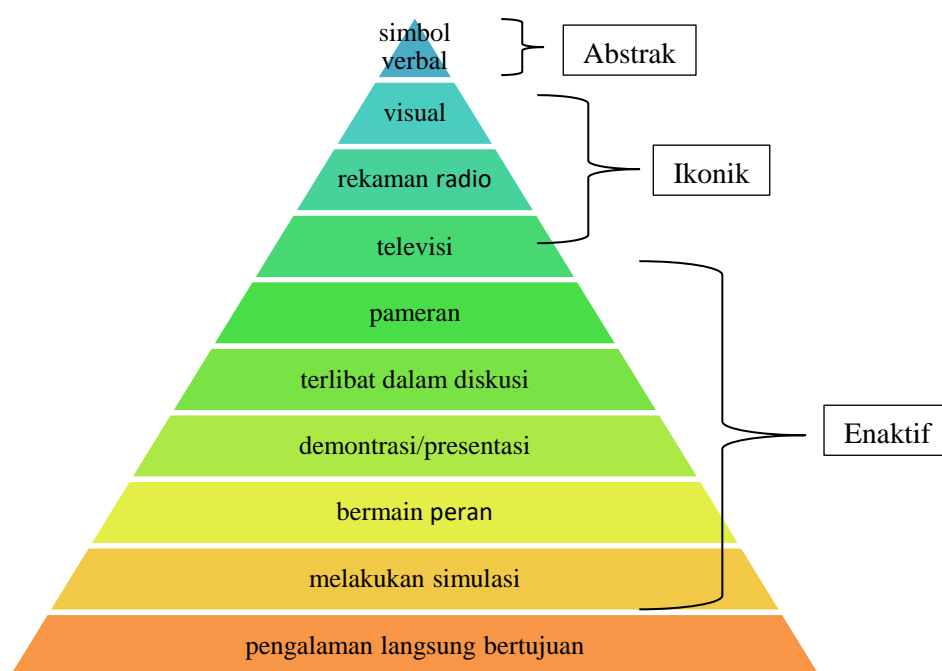 simbol
verbal
Abstrak
visual
rekaman radio
Ikonik
televisi
pameran
terlibat dalam diskusi
demontrasi/presentasi
Enaktif
bermain peran
melakukan simulasi
pengalaman langsung bertujuan